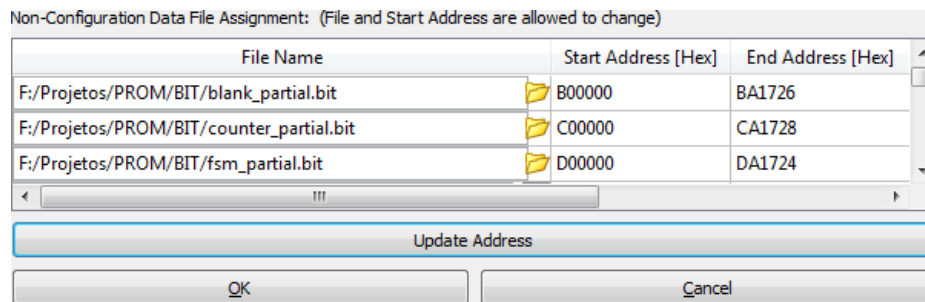 Non-Configuration Data File Assignment: (File and Start Address are allowed to change)
File Name Start Address [Hex] End Address [Hex]
F:/Projetos/PROM/BIT/blank_partial.bit B00000 BA1726
F:/Projetos/PROM/BIT/counter_partial.bit C00000 CA1728
F:/Projetos/PROM/BIT/fsm_partial.bit D00000 DA1724
Update Address
OK Cancel